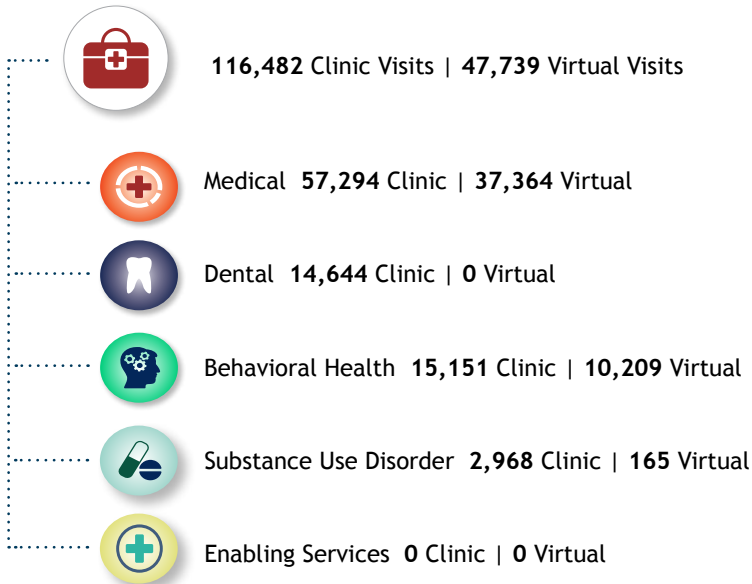 116,482 Clinic Visits | 47,739 Virtual Visits
Medical 57,294 Clinic | 37,364 Virtual
Dental 14,644 Clinic | 0 Virtual
Behavioral Health 15,151 Clinic | 10,209 Virtual
Substance Use Disorder 2,968 Clinic | 165 Virtual
Enabling Services 0 Clinic | 0 Virtual